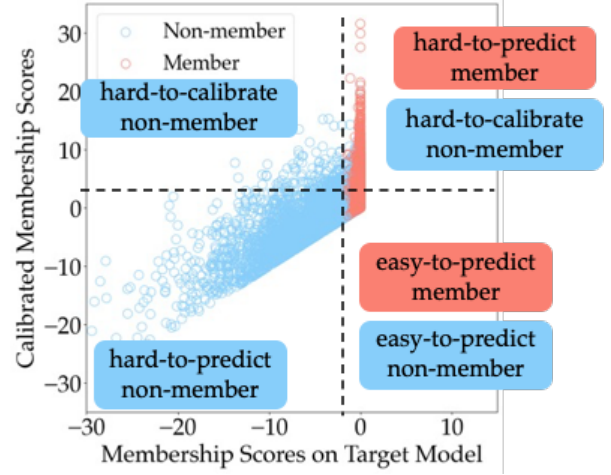 Non-member
Member
hard-to-calibrate
non-member
hard-to-predict
member
hard-to-calibrate
non-member
easy-to-predict
member
easy-to-predict
non-member
hard-to-predict
non-member
30
20
10
0
−10
−20
−30
−30
−20
−10
0
10
Calibrated Membership Scores
Membership Scores on Target Model